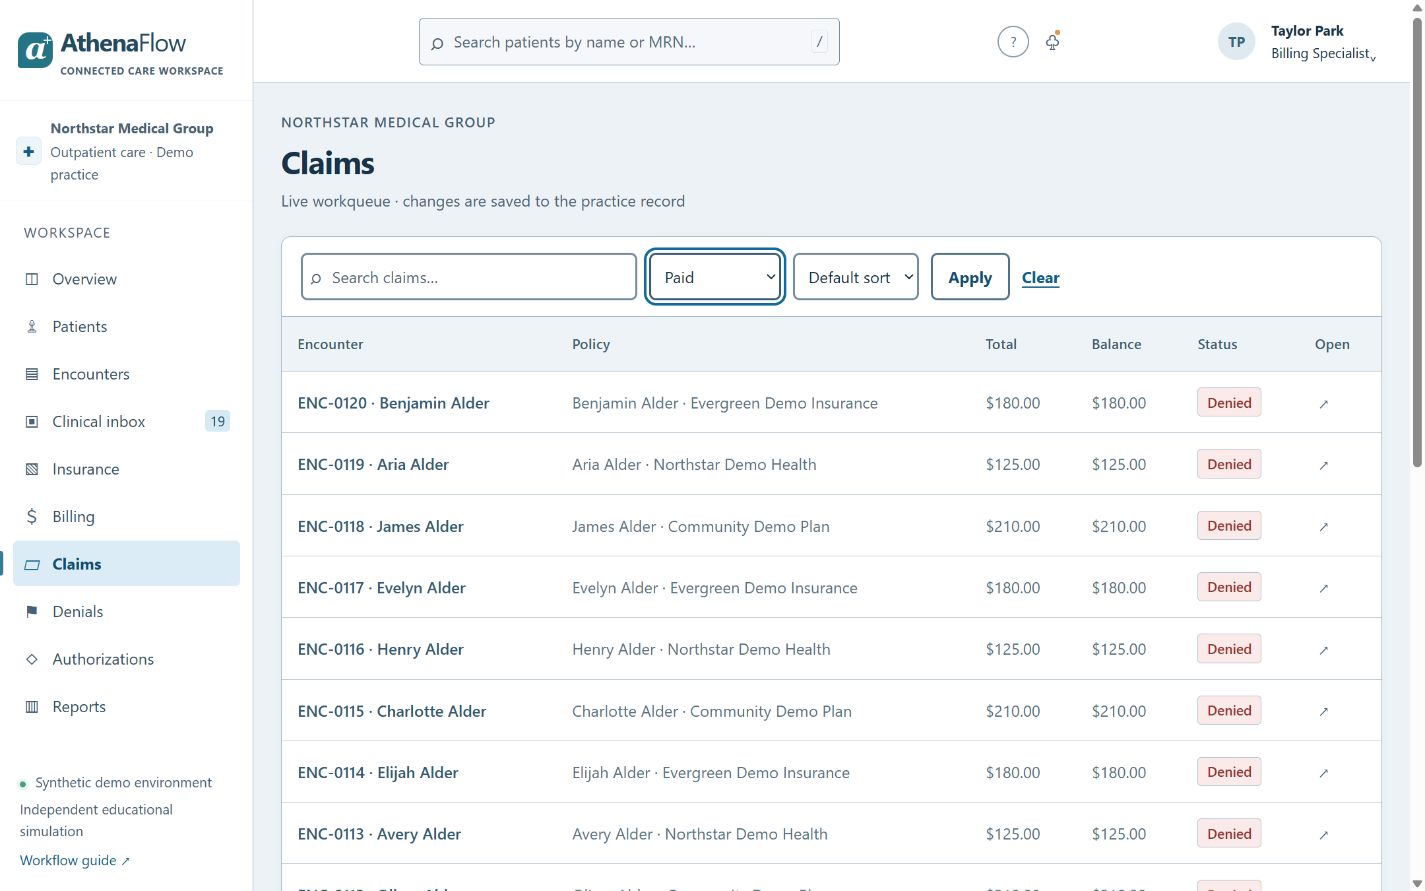 AthenaFlow
CONNECTED CARE WORKSPACE
Northstar Medical Group
Outpatient care · Demo
practice
WORKSPACE
Overview
Patients
Encounters
Clinical inbox 19
Insurance
Billing
Claims
Denials
Authorizations
Reports
Synthetic demo environment
Independent educational
simulation
Workflow guide ↗
Search patients by name or MRN... /
?
TP
Taylor Park
Billing Specialist
NORTHSTAR MEDICAL GROUP
Claims
Live workqueue · changes are saved to the practice record
Search claims... Paid Default sort Apply Clear
Encounter Policy Total Balance Status Open
ENC-0120 · Benjamin Alder Benjamin Alder · Evergreen Demo Insurance $180.00 $180.00 Denied ↗
ENC-0119 · Aria Alder Aria Alder · Northstar Demo Health $125.00 $125.00 Denied ↗
ENC-0118 · James Alder James Alder · Community Demo Plan $210.00 $210.00 Denied ↗
ENC-0117 · Evelyn Alder Evelyn Alder · Evergreen Demo Insurance $180.00 $180.00 Denied ↗
ENC-0116 · Henry Alder Henry Alder · Northstar Demo Health $125.00 $125.00 Denied ↗
ENC-0115 · Charlotte Alder Charlotte Alder · Community Demo Plan $210.00 $210.00 Denied ↗
ENC-0114 · Elijah Alder Elijah Alder · Evergreen Demo Insurance $180.00 $180.00 Denied ↗
ENC-0113 · Avery Alder Avery Alder · Northstar Demo Health $125.00 $125.00 Denied ↗